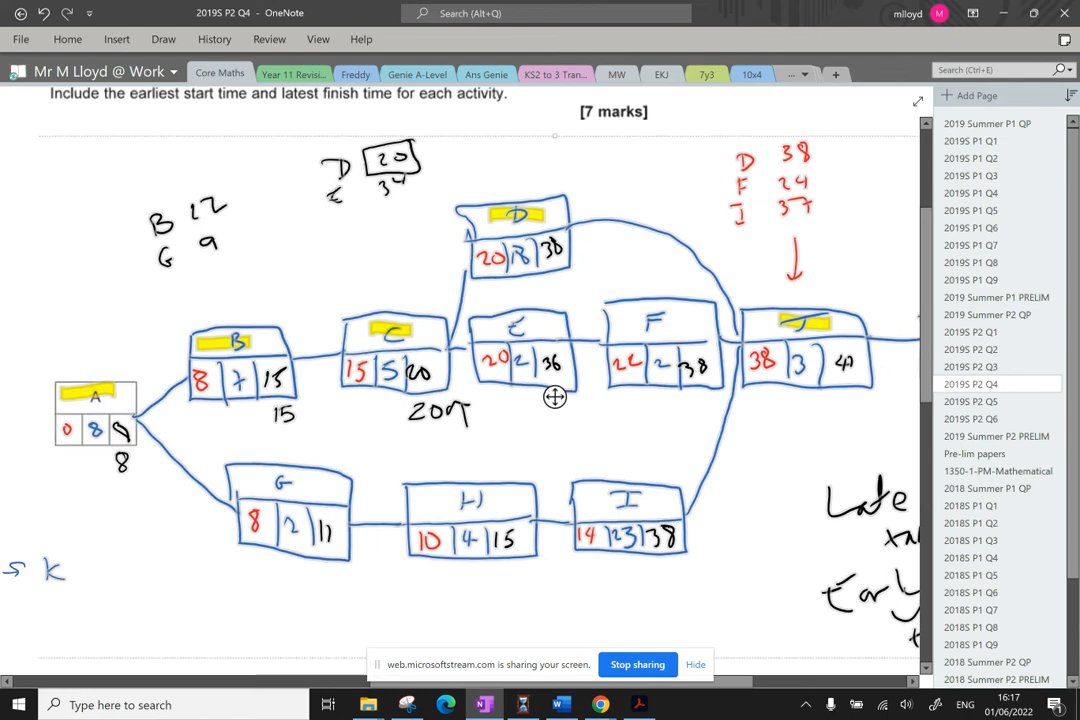 2019S P2 Q4 - OneNote
Search (Alt+Q)
mlloyd
M
File Home Insert Draw History Review View Help
Mr M Lloyd @ Work
Core Maths
Year 11 Revisi...
Freddy
Genie A-Level
Ans Genie
KS2 to 3 Tran...
MW
EKJ
7y3
10x4
...
Search (Ctrl+E)
Include the earliest start time and latest finish time for each activity.
[7 marks]
D 20
E 34
B 12
G 9
D 38
F 24
I 37
D
20 18 38
B
8 7 15
15
C
15 5 20
20
E
20 2 36
F
22 2 38
J
38 3 41
A
0 8
8
G
8 2 11
H
10 4 15
I
14 23 38
K
Late
Early
Add Page
2019 Summer P1 QP
2019S P1 Q1
2019S P1 Q2
2019S P1 Q3
2019S P1 Q4
2019S P1 Q5
2019S P1 Q6
2019S P1 Q7
2019S P1 Q8
2019S P1 Q9
2019 Summer P1 PRELIM
2019 Summer P2 QP
2019S P2 Q1
2019S P2 Q2
2019S P2 Q3
2019S P2 Q4
2019S P2 Q5
2019S P2 Q6
2019 Summer P2 PRELIM
Pre-lim papers
1350-1-PM-Mathematical
2018 Summer P1 QP
2018S P1 Q1
2018S P1 Q2
2018S P1 Q3
2018S P1 Q4
2018S P1 Q5
2018S P1 Q6
2018S P1 Q7
2018S P1 Q8
2018S P1 Q9
2018 Summer P2 QP
2018 Summer P2 PRELIM
web.microsoftstream.com is sharing your screen.
Stop sharing
Hide
Type here to search
ENG
16:17
01/06/2022
1